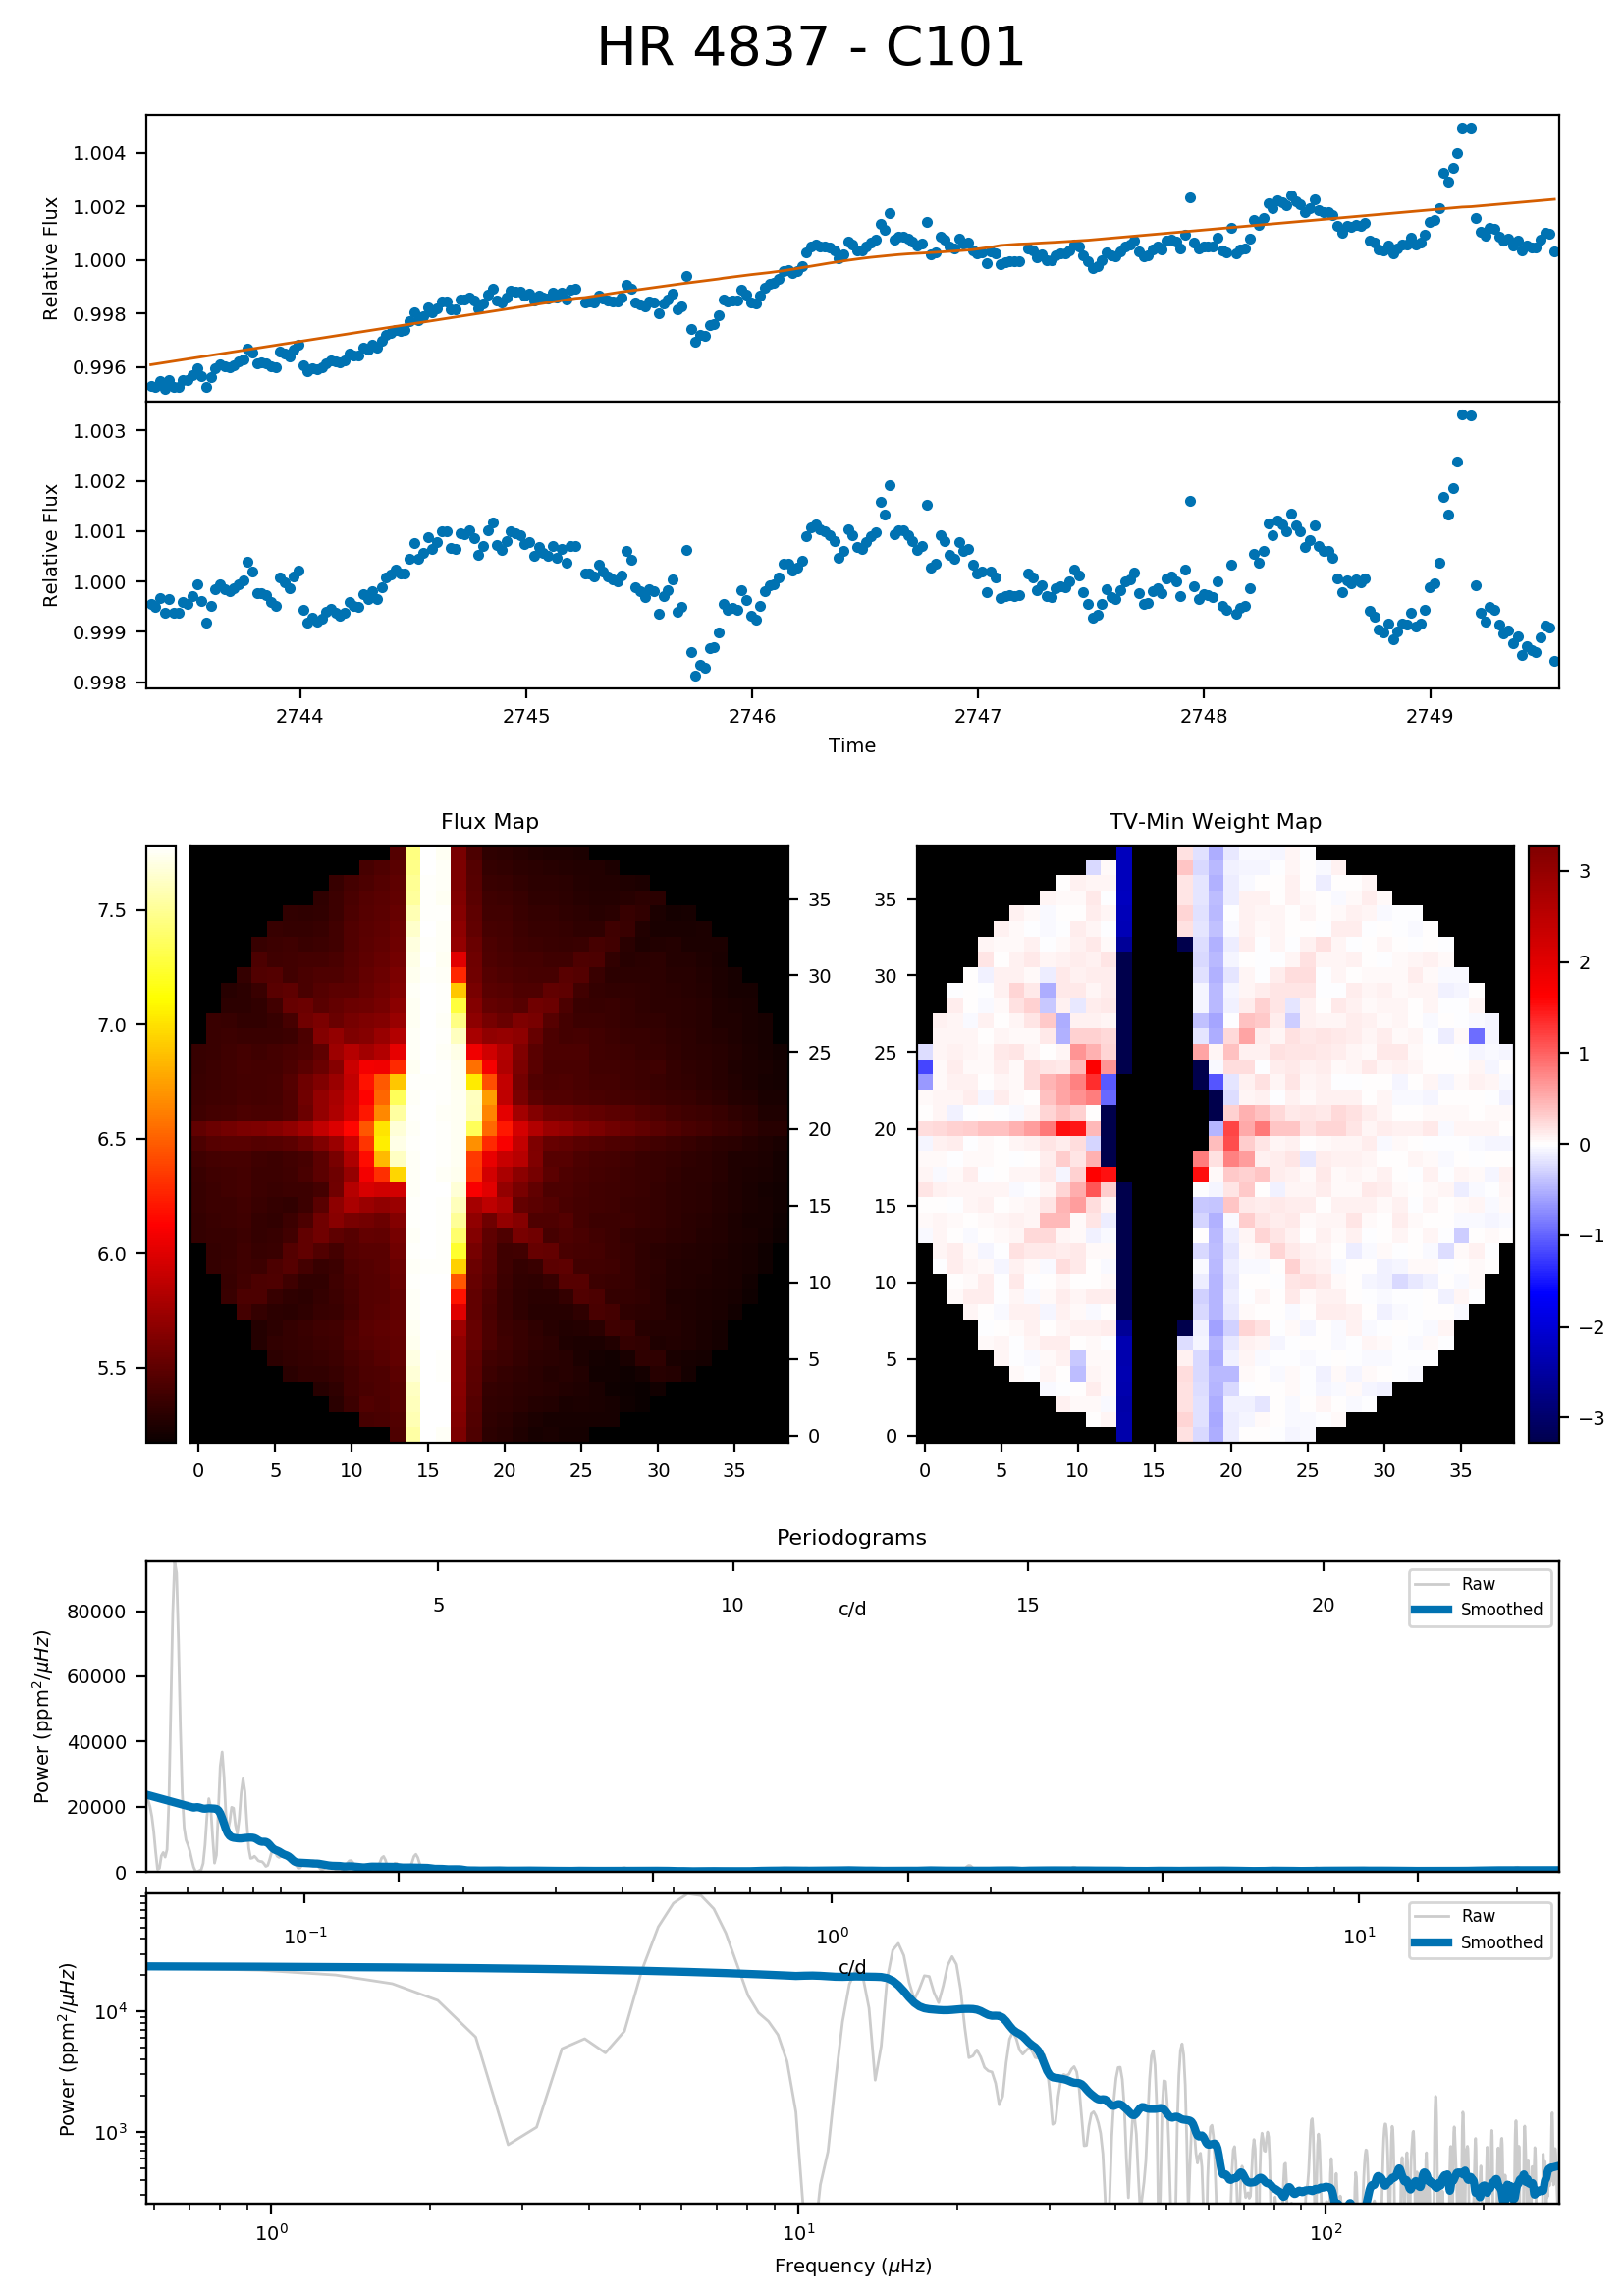 HR 4837 - C101
1.004
1.002
1.000
0.998
0.996
Relative Flux
1.003
1.002
1.001
1.000
0.999
0.998
Relative Flux
2744 2745 2746 2747 2748 2749
Time
Flux Map
TV-Min Weight Map
7.5
7.0
6.5
6.0
5.5
35
30
25
20
15
10
5
0
0 5 10 15 20 25 30 35
35
30
25
20
15
10
5
0
0 5 10 15 20 25 30 35
3
2
1
0
−1
−2
−3
Periodograms
80000
60000
40000
20000
0
Power (ppm²/μHz)
5 10 15 20
c/d
Raw
Smoothed
10⁻¹ 10⁰ 10¹
c/d
Raw
Smoothed
10⁴
10³
Power (ppm²/μHz)
10⁰ 10¹ 10²
Frequency (μHz)